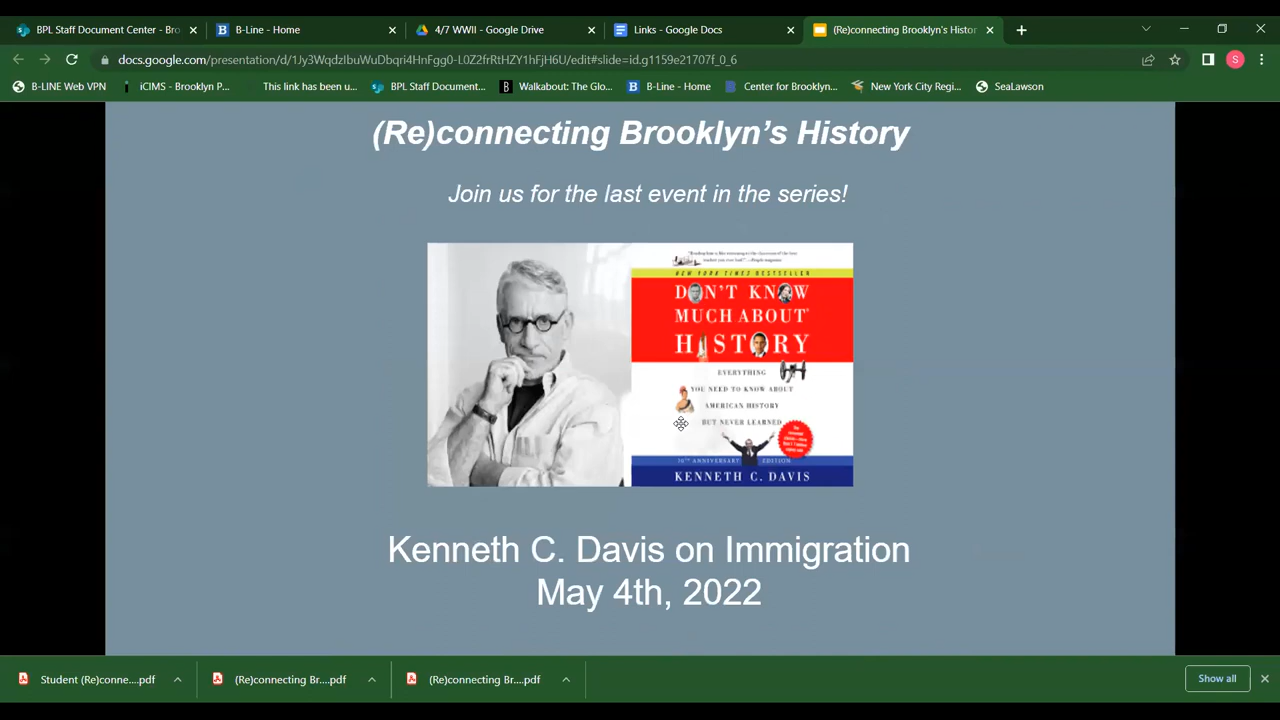 BPL Staff Document Center - Bro
B-Line - Home
4/7 WWII - Google Drive
Links - Google Docs
(Re)connecting Brooklyn's Histor
docs.google.com/presentation/d/1Jy3WqdzIbuWuDbqri4HnFgg0-L0Z2frRtHZY1hFjH6U/edit#slide=id.g1159e21707f_0_6
S
B-LINE Web VPN
iCIMS - Brooklyn P...
This link has been u...
BPL Staff Document...
Walkabout: The Glo...
B-Line - Home
Center for Brooklyn...
New York City Regi...
SeaLawson
(Re)connecting Brooklyn's History
Join us for the last event in the series!
NEW YORK TIMES BESTSELLER
DON'T KNOW
MUCH ABOUT®
HISTORY
EVERYTHING
YOU NEED TO KNOW ABOUT
AMERICAN HISTORY
BUT NEVER LEARNED
ANNIVERSARY EDITION
KENNETH C. DAVIS
Kenneth C. Davis on Immigration
May 4th, 2022
Student (Re)conne....pdf
(Re)connecting Br....pdf
(Re)connecting Br....pdf
Show all